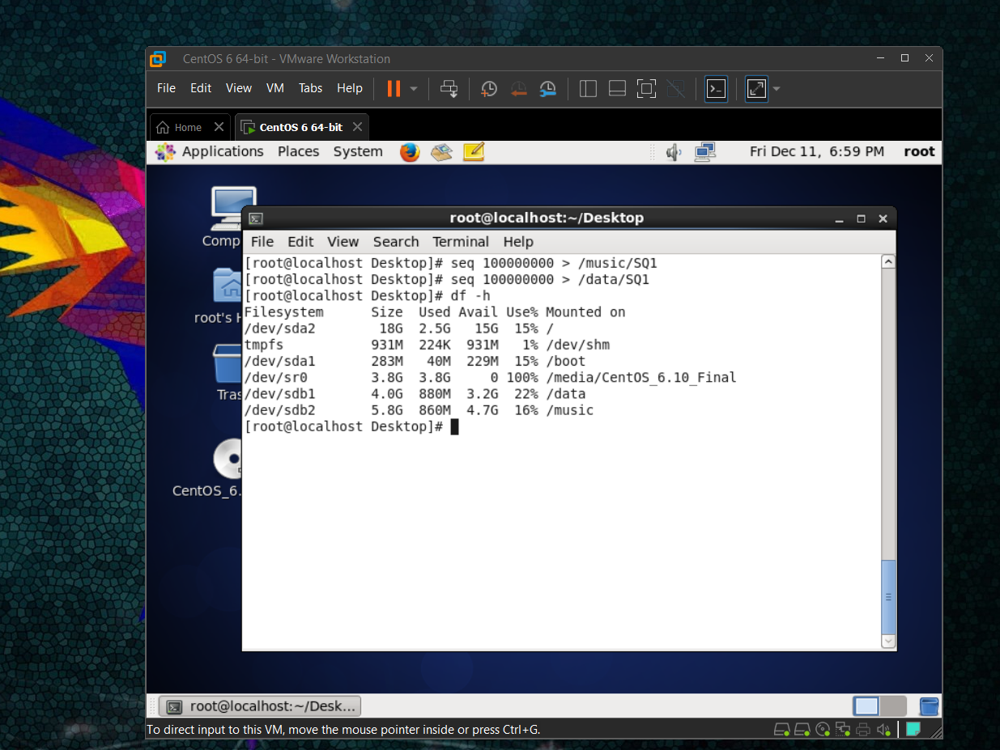 CentOS 6 64-bit - VMware Workstation
File Edit View VM Tabs Help
Home CentOS 6 64-bit
Applications Places System Fri Dec 11, 6:59 PM root
root@localhost:~/Desktop
Comp
root's H
Tras
CentOS_6.
File Edit View Search Terminal Help
[root@localhost Desktop]# seq 100000000 > /music/SQ1
[root@localhost Desktop]# seq 100000000 > /data/SQ1
[root@localhost Desktop]# df -h
Filesystem Size Used Avail Use% Mounted on
/dev/sda2 18G 2.5G 15G 15% /
tmpfs 931M 224K 931M 1% /dev/shm
/dev/sda1 283M 40M 229M 15% /boot
/dev/sr0 3.8G 3.8G 0 100% /media/CentOS_6.10_Final
/dev/sdb1 4.0G 880M 3.2G 22% /data
/dev/sdb2 5.8G 860M 4.7G 16% /music
[root@localhost Desktop]#
root@localhost:~/Desk...
To direct input to this VM, move the mouse pointer inside or press Ctrl+G.